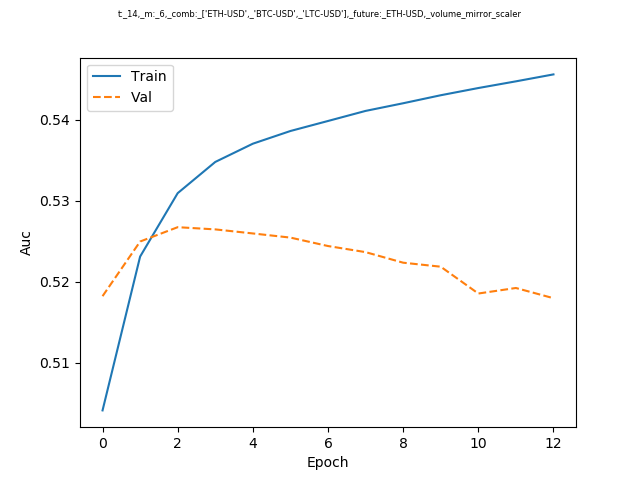 t:_14,_m:_6,_comb:_['ETH-USD',_'BTC-USD',_'LTC-USD'],_future:_ETH-USD,_volume_mirror_scaler
Train
Val
0.54
0.53
0.52
0.51
Auc
0 2 4 6 8 10 12
Epoch